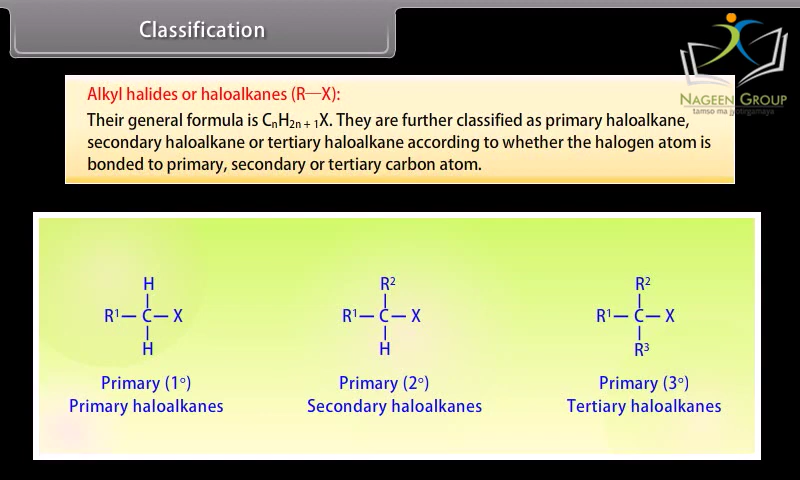 Classification
NAGEEN GROUP
tamso ma jyotirgamaya
Alkyl halides or haloalkanes (R—X):
Their general formula is CₙH₂ₙ₊₁X. They are further classified as primary haloalkane,
secondary haloalkane or tertiary haloalkane according to whether the halogen atom is
bonded to primary, secondary or tertiary carbon atom.
H
R¹— C — X
H
Primary (1°)
Primary haloalkanes
R²
R¹— C — X
H
Primary (2°)
Secondary haloalkanes
R²
R¹— C — X
R³
Primary (3°)
Tertiary haloalkanes